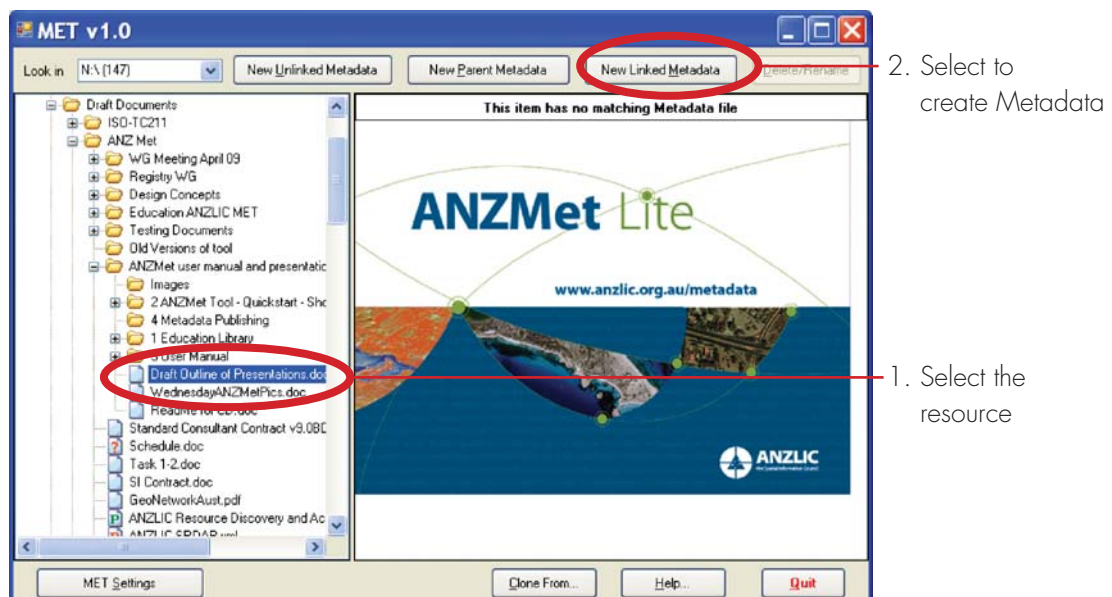 MET v1.0
Look in N:\ (147) New Unlinked Metadata New Parent Metadata New Linked Metadata Delete/Rename
2. Select to
create Metadata
This item has no matching Metadata file
Draft Documents
ISO-TC211
ANZ Met
WG Meeting April 09
Registry WG
Design Concepts
Education ANZLIC MET
Testing Documents
Old Versions of tool
ANZMet user manual and presentatic
Images
2 ANZMet Tool - Quickstart - Sho
4 Metadata Publishing
1 Education Library
3 User Manual
Draft Outline of Presentations.doc
WednesdayANZMetPics.doc
ReadMe for CD.doc
Standard Consultant Contract v9.0BD
Schedule.doc
Task 1-2.doc
SI Contract.doc
GeoNetworkAust.pdf
ANZLIC Resource Discovery and Ac
ANZMet Lite
www.anzlic.org.au/metadata
ANZLIC
the Spatial Information Council
1. Select the
resource
MET Settings Clone From... Help... Quit